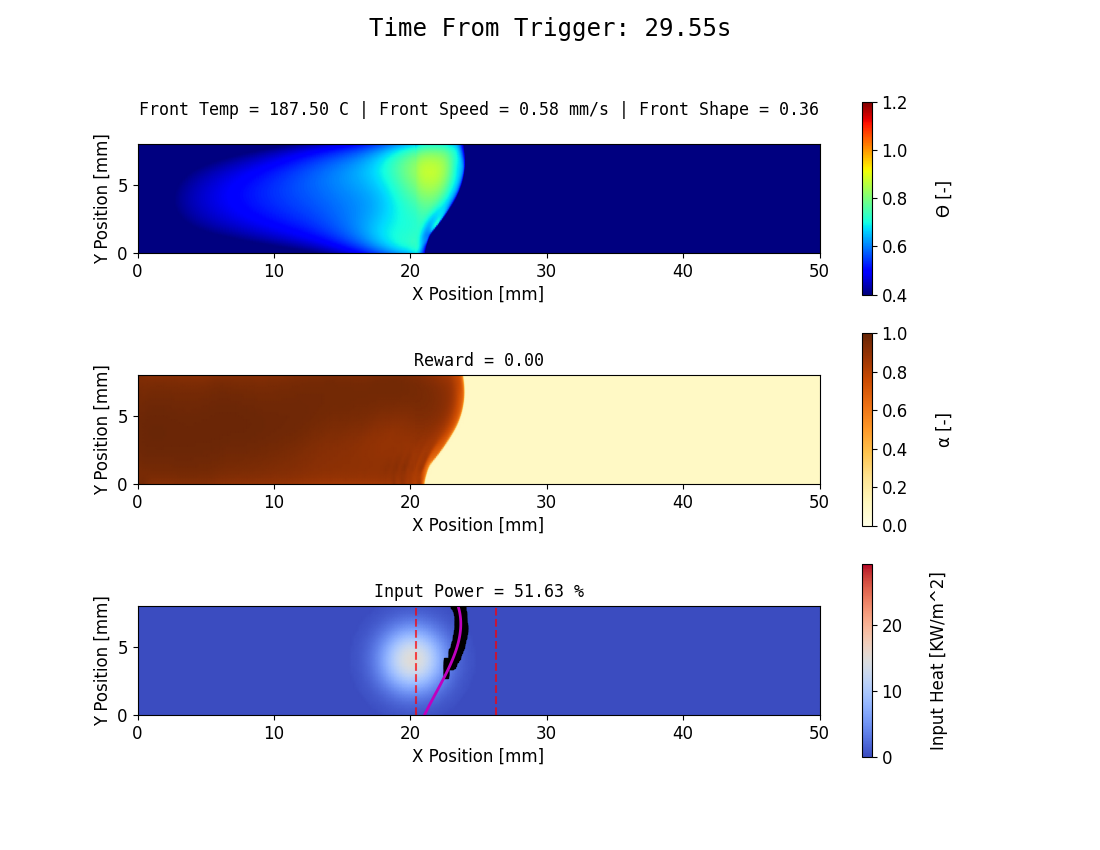 Time From Trigger: 29.55s
Front Temp = 187.50 C | Front Speed = 0.58 mm/s | Front Shape = 0.36
Y Position [mm]
5
0
0 10 20 30 40 50
X Position [mm]
1.2
1.0
0.8
0.6
0.4
Θ [-]
Reward = 0.00
Y Position [mm]
5
0
0 10 20 30 40 50
X Position [mm]
1.0
0.8
0.6
0.4
0.2
0.0
α [-]
Input Power = 51.63 %
Y Position [mm]
5
0
0 10 20 30 40 50
X Position [mm]
20
10
0
Input Heat [KW/m^2]